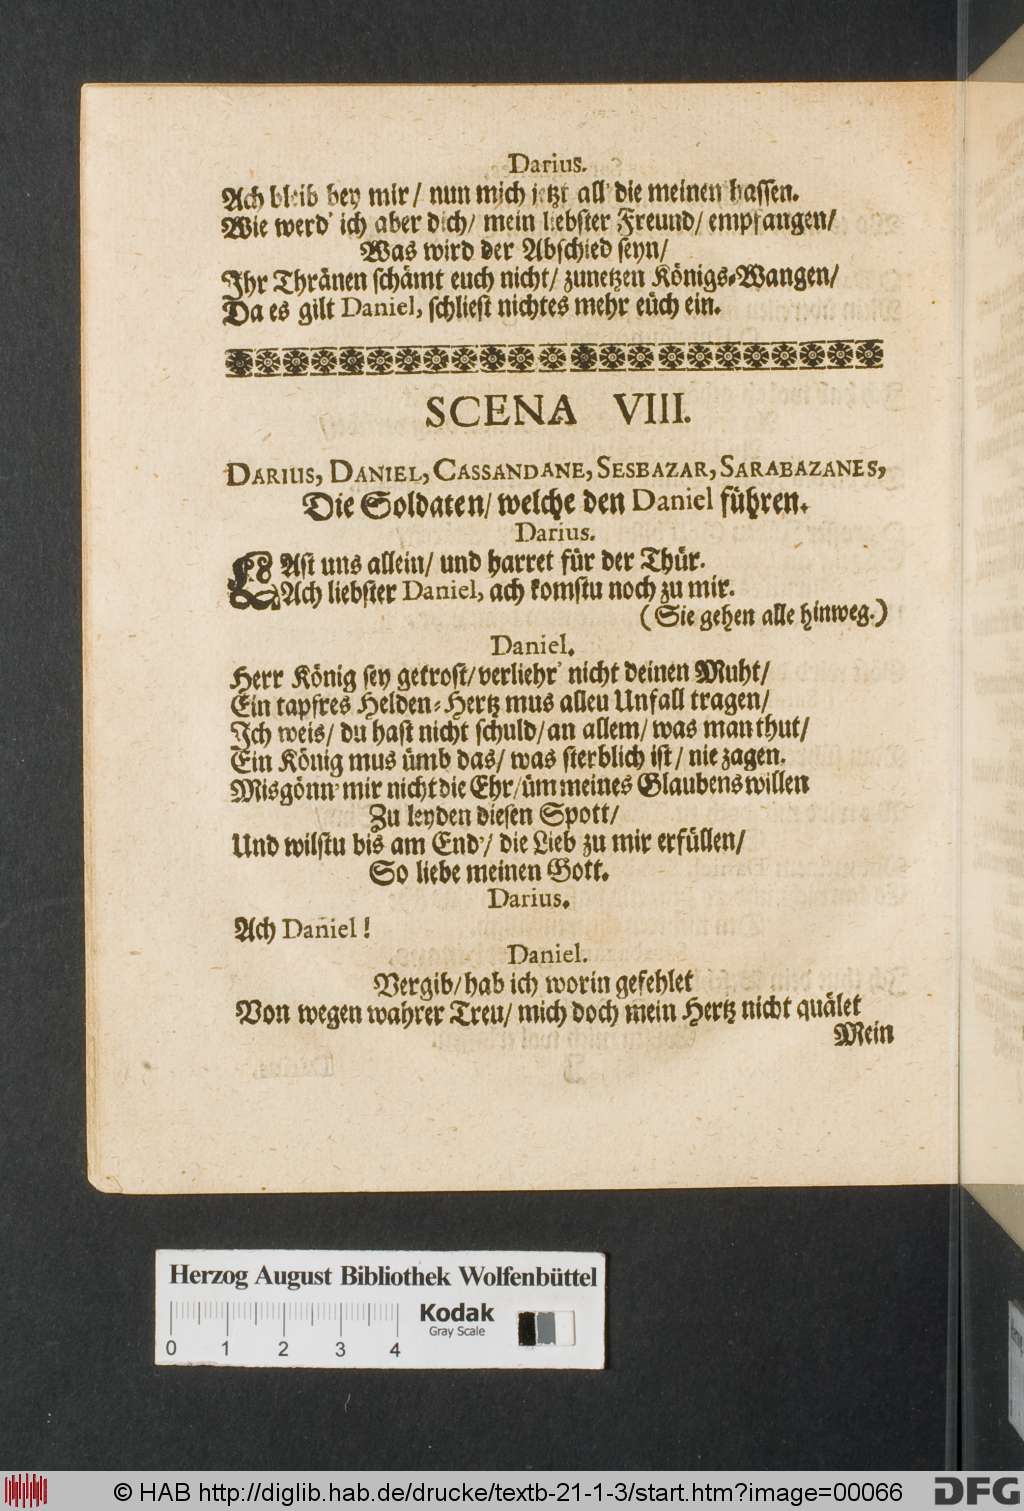 Darius.
Ach bleib bey mir / nun mich jetzt all' die meinen hassen.
Wie werd' ich aber dich / mein liebster Freund / empfangen /
Was wird der Abschied seyn /
Ihr Thränen schämt euch nicht / zunetzen Königs-Wangen /
Da es gilt Daniel, schliest nichtes mehr eüch ein.
SCENA VIII.
DARIUS, DANIEL, CASSANDANE, SESBAZAR, SARABAZANES,
Die Soldaten / welche den Daniel führen.
Darius.
LAst uns allein / und harret für der Thür.
Ach liebster Daniel, ach komstu noch zu mir.
(Sie gehen alle hinweg.)
Daniel.
Herr König sey getrost / verliehr' nicht deinen Muht /
Ein tapfres Helden-Hertz mus alleu Unfall tragen /
Ich weis / du hast nicht schuld / an allem / was man thut /
Ein König mus ümb das / was sterblich ist / nie zagen.
Misgönn' mir nicht die Ehr / üm meines Glaubens willen
Zu leyden diesen Spott /
Und wilstu bis am End' / die Lieb zu mir erfüllen /
So liebe meinen Gott.
Darius.
Ach Daniel!
Daniel.
Vergib / hab ich worin gefehlet
Von wegen wahrer Treu / mich doch mein Hertz nicht quälet
Mein
Herzog August Bibliothek Wolfenbüttel
Kodak
Gray Scale
0 1 2 3 4
© HAB http://diglib.hab.de/drucke/textb-21-1-3/start.htm?image=00066
DFG